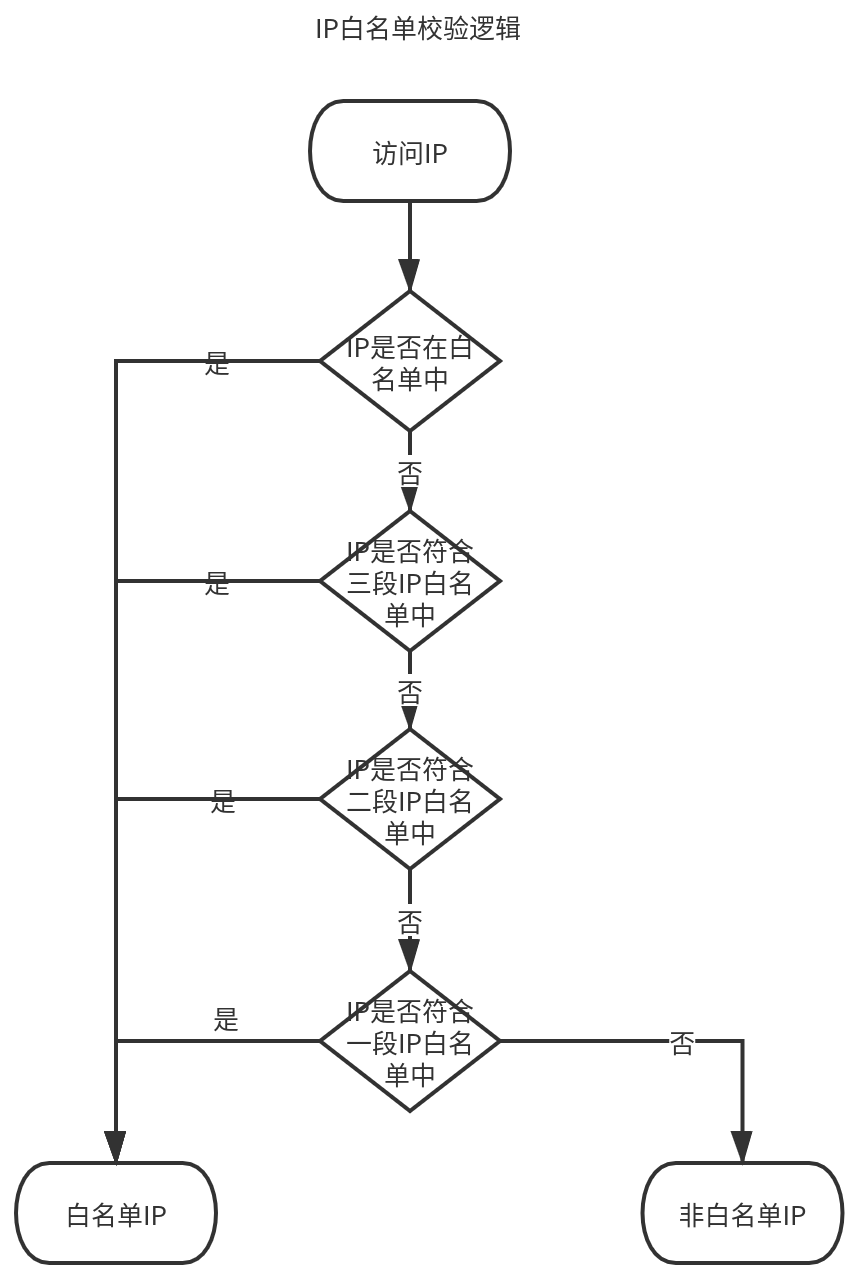 IP白名单校验逻辑
访问IP
IP是否在白
名单中
是
否
IP是否符合
三段IP白名
单中
是
否
IP是否符合
二段IP白名
单中
是
否
IP是否符合
一段IP白名
单中
是
否
白名单IP
非白名单IP